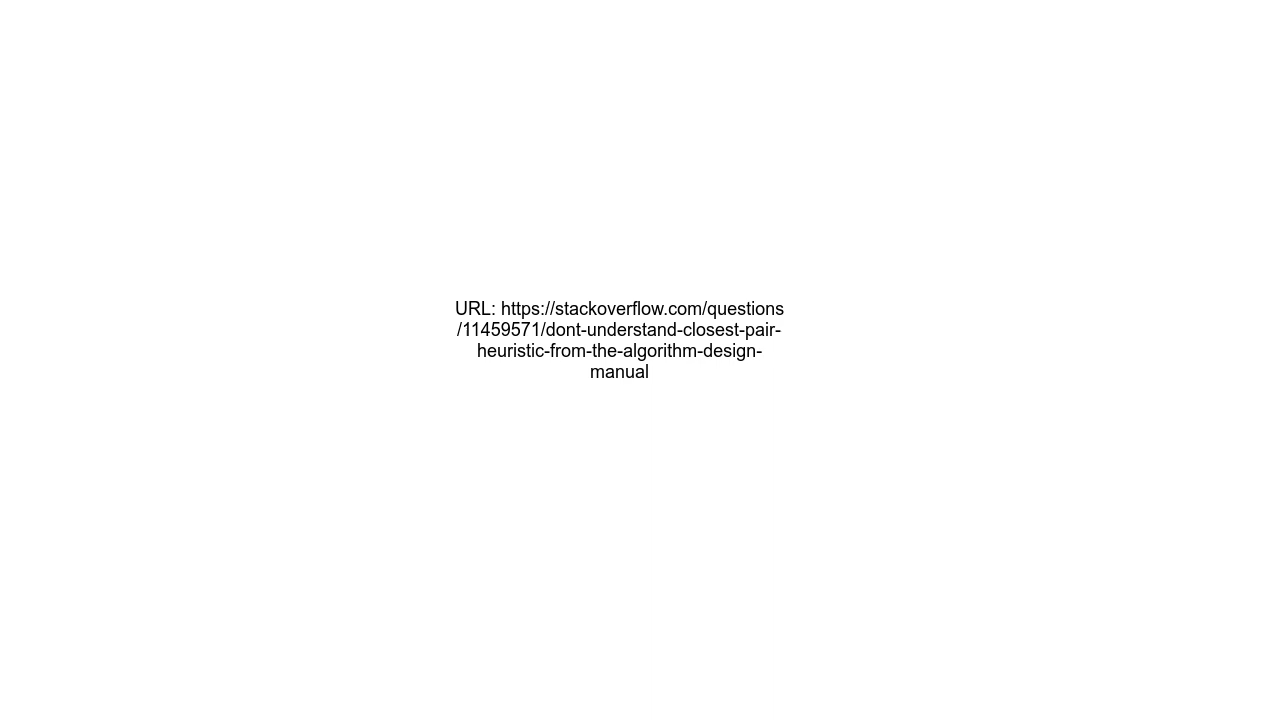 URL: https://stackoverflow.com/questions
/11459571/dont-understand-closest-pair-
heuristic-from-the-algorithm-design-
manual